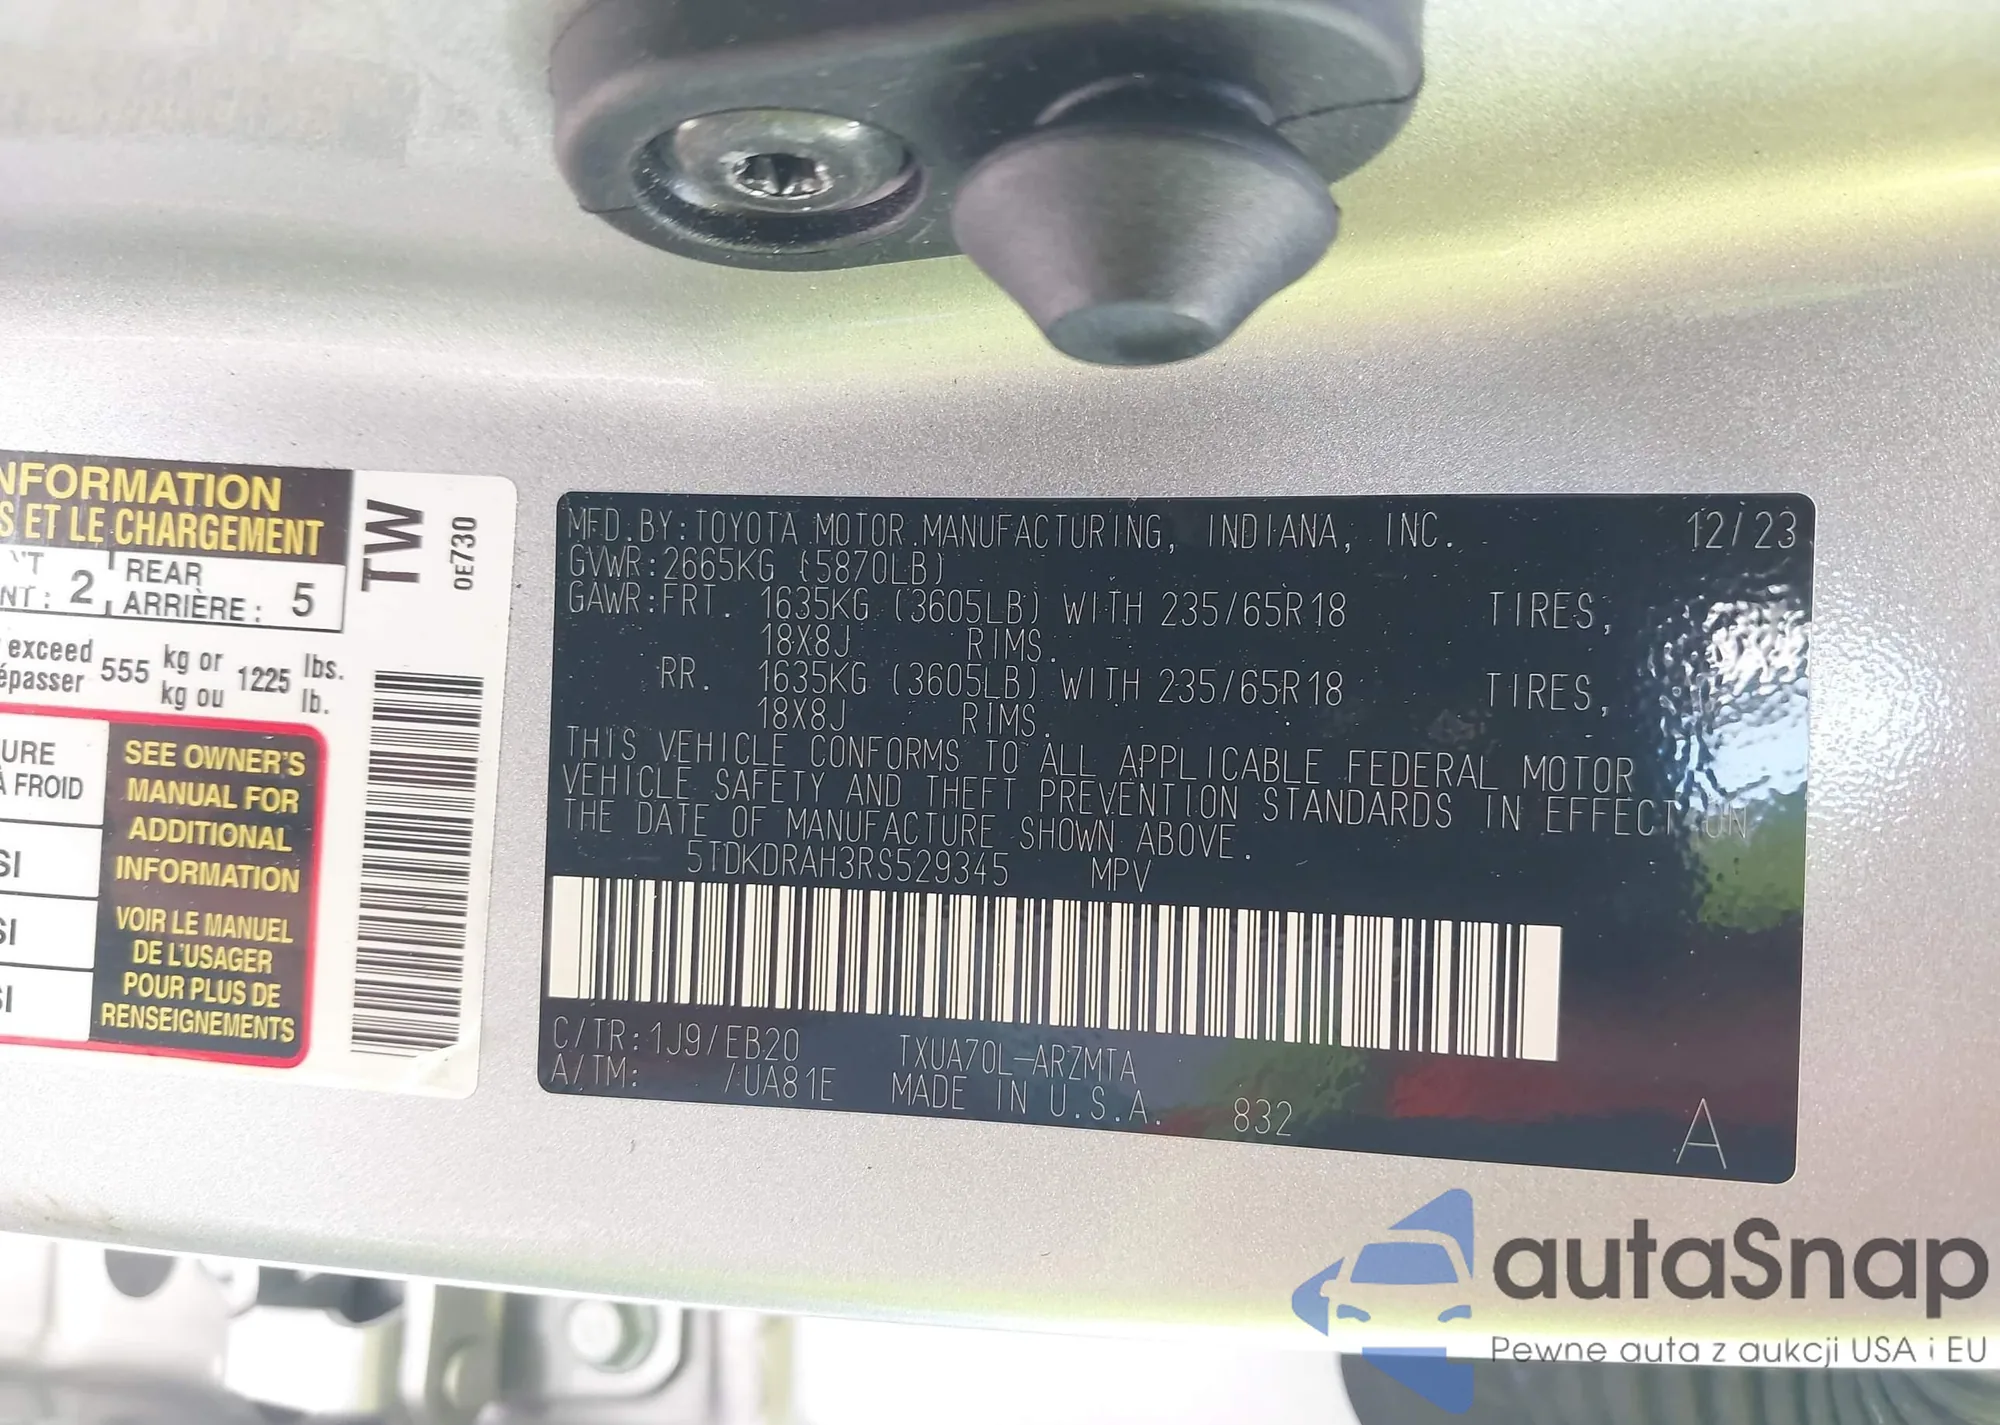 NFORMATION
S ET LE CHARGEMENT
REAR
NT: 2 ARRIÈRE: 5
exceed
épasser 555 kg or 1225 lbs.
kg ou lb.
URE
À FROID
SI
SI
SI
SEE OWNER'S
MANUAL FOR
ADDITIONAL
INFORMATION
VOIR LE MANUEL
DE L'USAGER
POUR PLUS DE
RENSEIGNEMENTS
TW
0E730
MFD.BY:TOYOTA MOTOR MANUFACTURING, INDIANA, INC. 12/23
GVWR:2665KG (5870LB)
GAWR:FRT. 1635KG (3605LB) WITH 235/65R18 TIRES,
18X8J RIMS.
RR. 1635KG (3605LB) WITH 235/65R18 TIRES,
18X8J RIMS.
THIS VEHICLE CONFORMS TO ALL APPLICABLE FEDERAL MOTOR
VEHICLE SAFETY AND THEFT PREVENTION STANDARDS IN EFFECT ON
THE DATE OF MANUFACTURE SHOWN ABOVE.
5TDKDRAH3RS529345 MPV
C/TR:1J9/EB20 TXUA70L-ARZMTA
A/TM: /UA81E MADE IN U.S.A. 832
A
autaSnap
Pewne auta z aukcji USA i EU